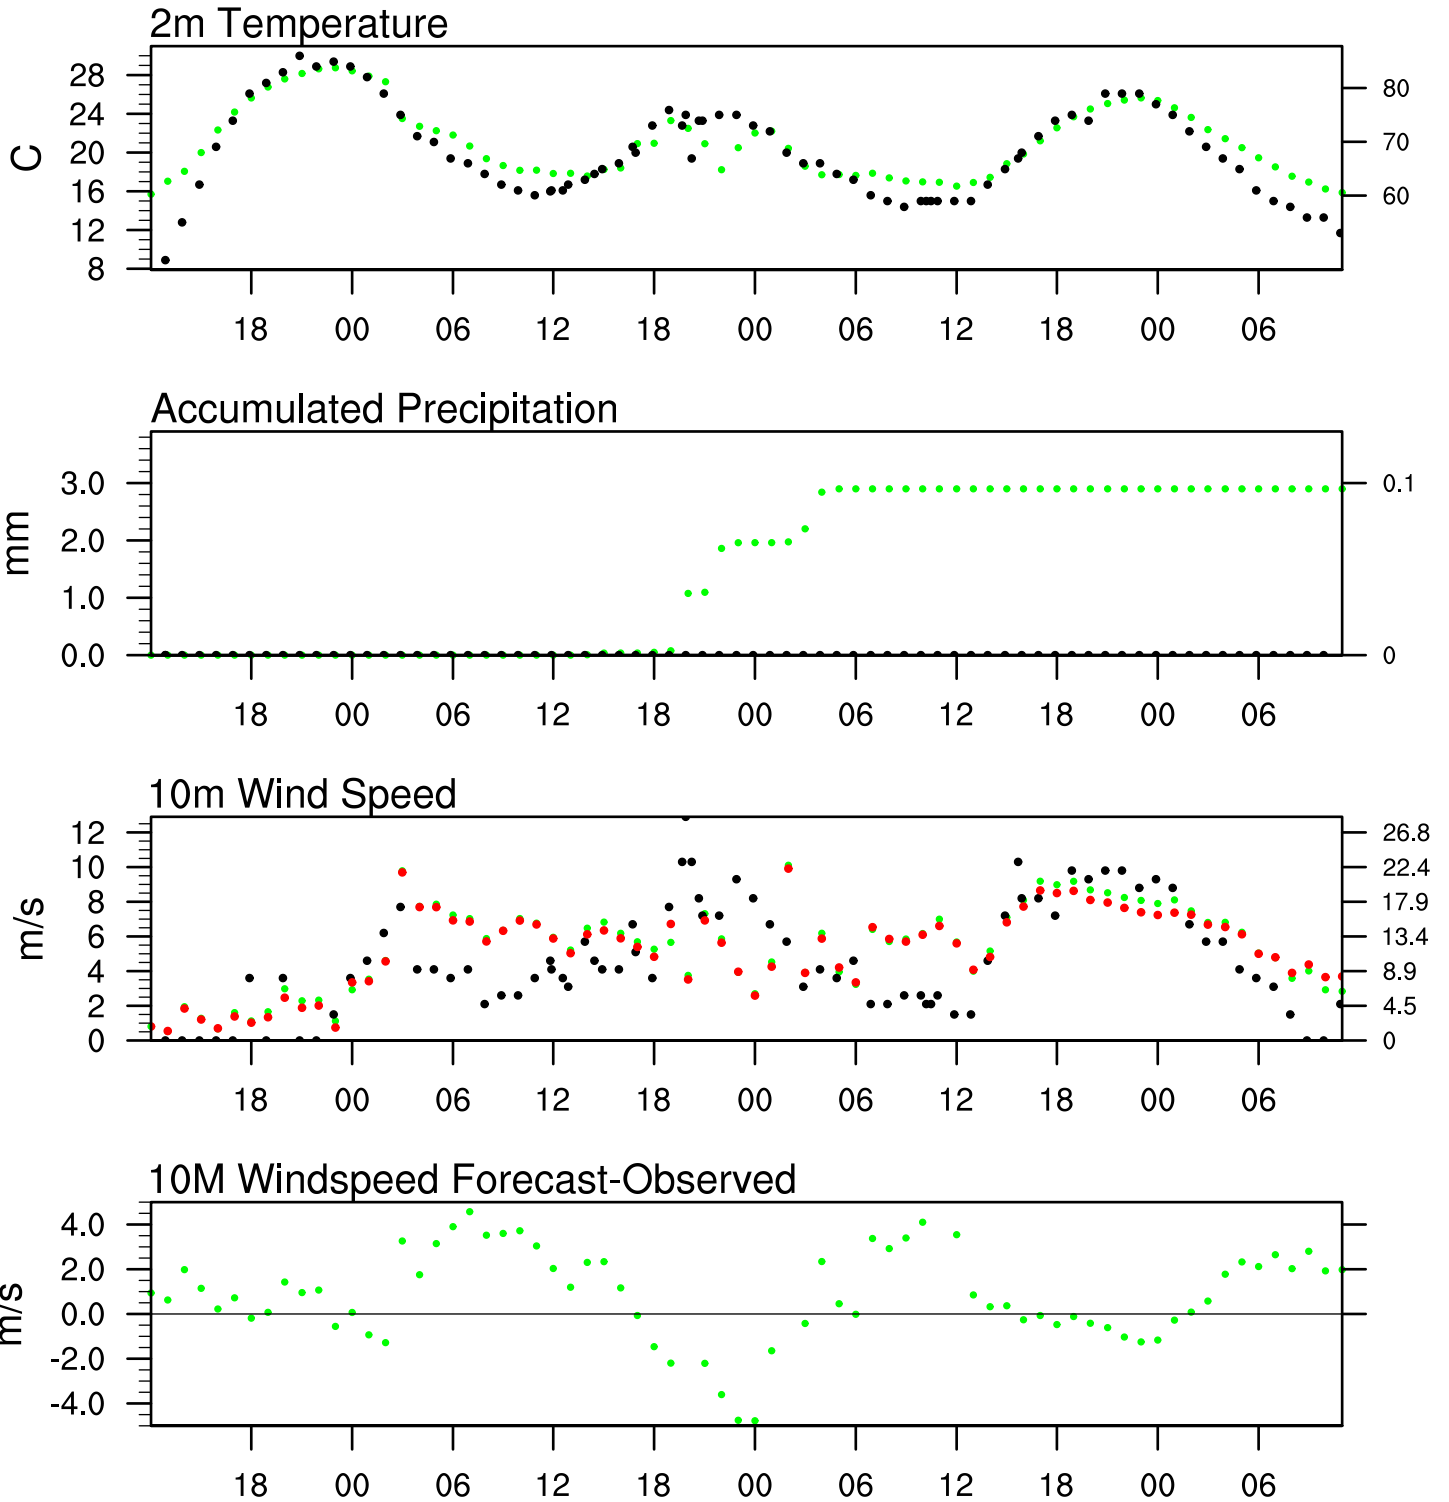 2m Temperature
28
24
20
16
12
8
C
80
70
60
18 00 06 12 18 00 06 12 18 00 06
Accumulated Precipitation
3.0
2.0
1.0
0.0
mm
0.1
0
18 00 06 12 18 00 06 12 18 00 06
10m Wind Speed
12
10
8
6
4
2
0
m/s
26.8
22.4
17.9
13.4
8.9
4.5
0
18 00 06 12 18 00 06 12 18 00 06
10M Windspeed Forecast-Observed
4.0
2.0
0.0
-2.0
-4.0
m/s
18 00 06 12 18 00 06 12 18 00 06